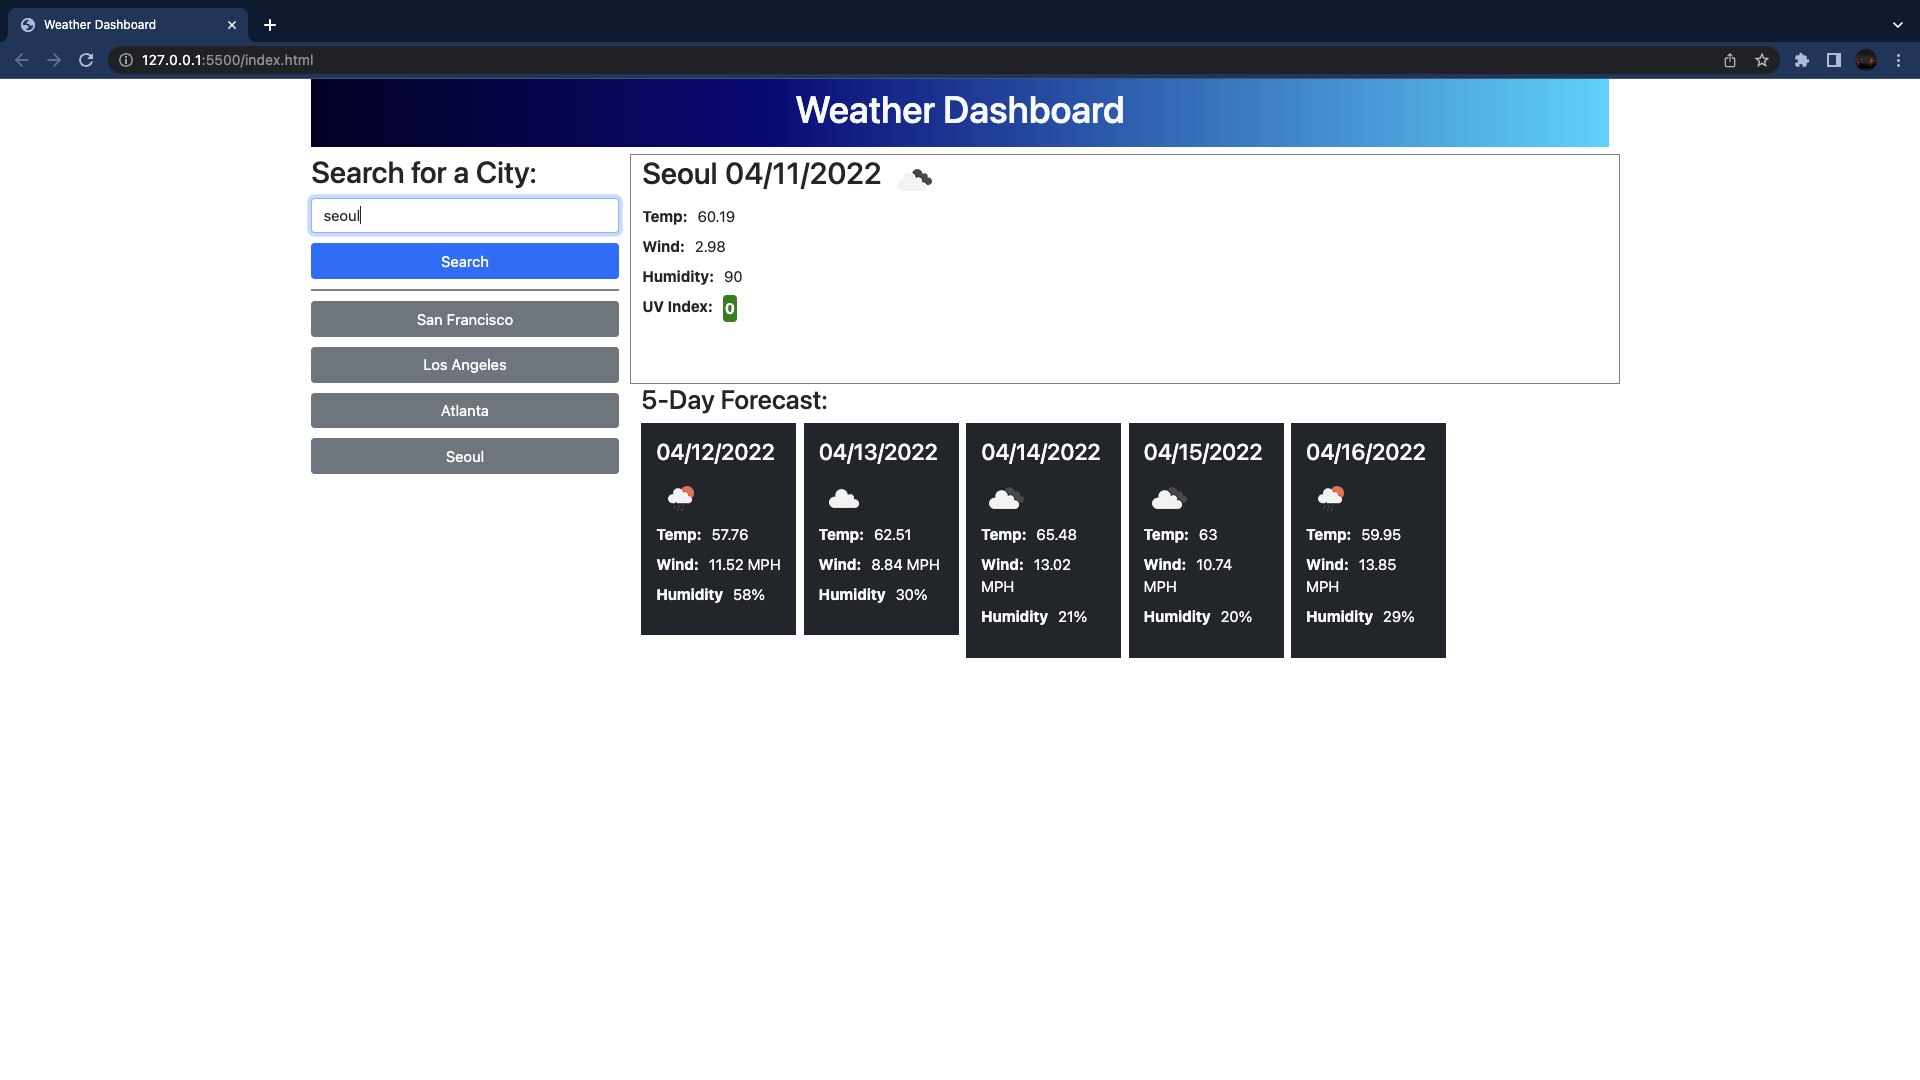 Weather Dashboard
127.0.0.1:5500/index.html
Weather Dashboard
Search for a City:
seoul
Search
San Francisco
Los Angeles
Atlanta
Seoul
Seoul 04/11/2022
Temp: 60.19
Wind: 2.98
Humidity: 90
UV Index: 0
5-Day Forecast:
04/12/2022
Temp: 57.76
Wind: 11.52 MPH
Humidity 58%
04/13/2022
Temp: 62.51
Wind: 8.84 MPH
Humidity 30%
04/14/2022
Temp: 65.48
Wind: 13.02
MPH
Humidity 21%
04/15/2022
Temp: 63
Wind: 10.74
MPH
Humidity 20%
04/16/2022
Temp: 59.95
Wind: 13.85
MPH
Humidity 29%